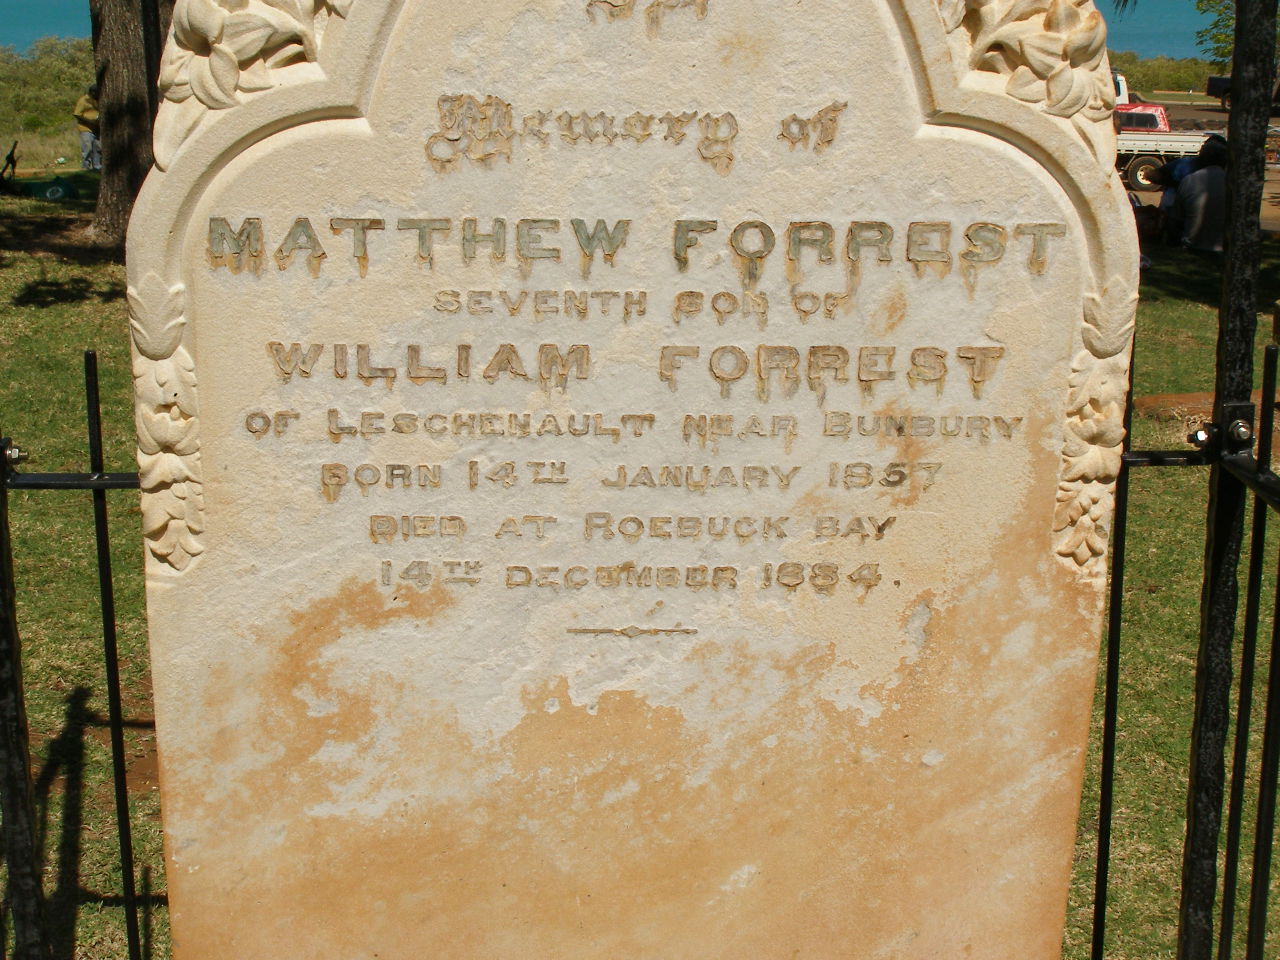 Memory of
MATTHEW FORREST
SEVENTH SON OF
WILLIAM FORREST
OF LESCHENAULT NEAR BUNBURY
BORN 14TH JANUARY 1857
DIED AT ROEBUCK BAY
14TH DECEMBER 1884.